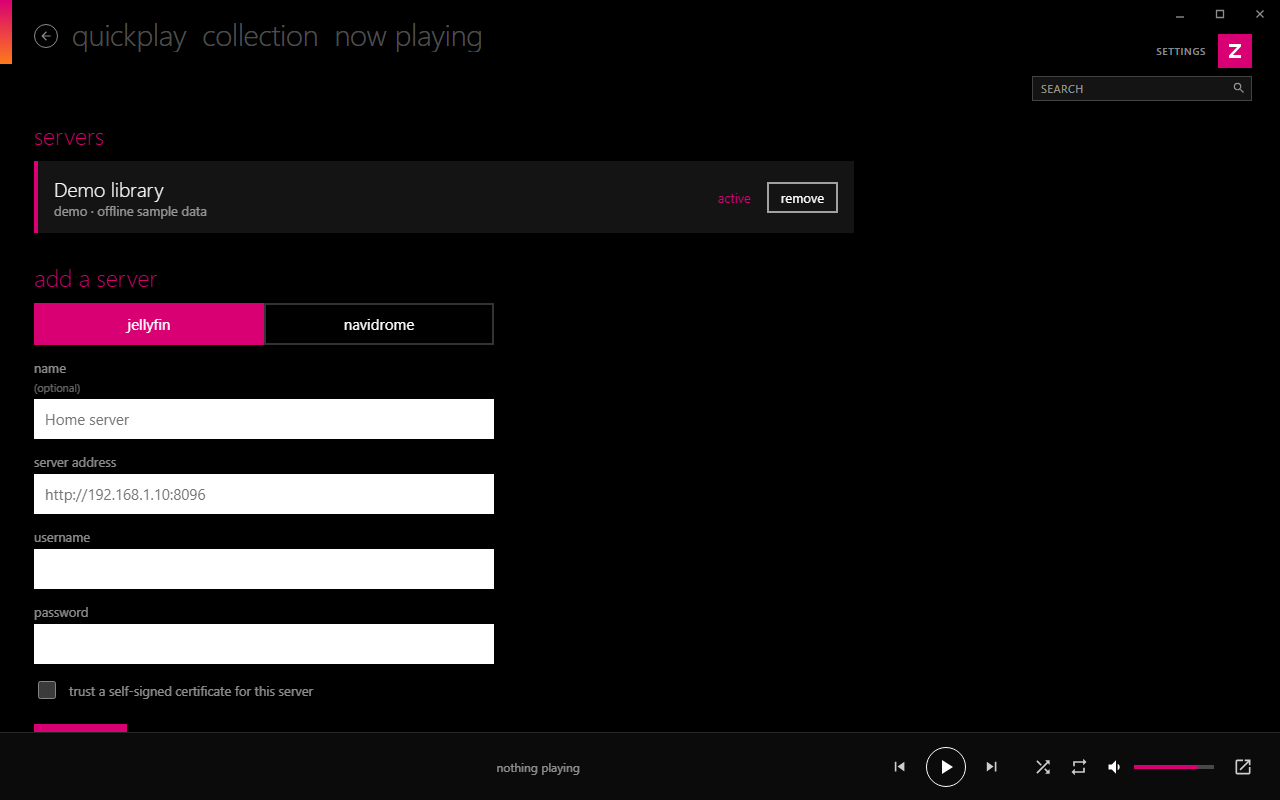 quickplay collection now playing
SETTINGS Z
SEARCH
servers
Demo library
demo · offline sample data
active remove
add a server
jellyfin navidrome
name
(optional)
Home server
server address
http://192.168.1.10:8096
username
password
trust a self-signed certificate for this server
nothing playing